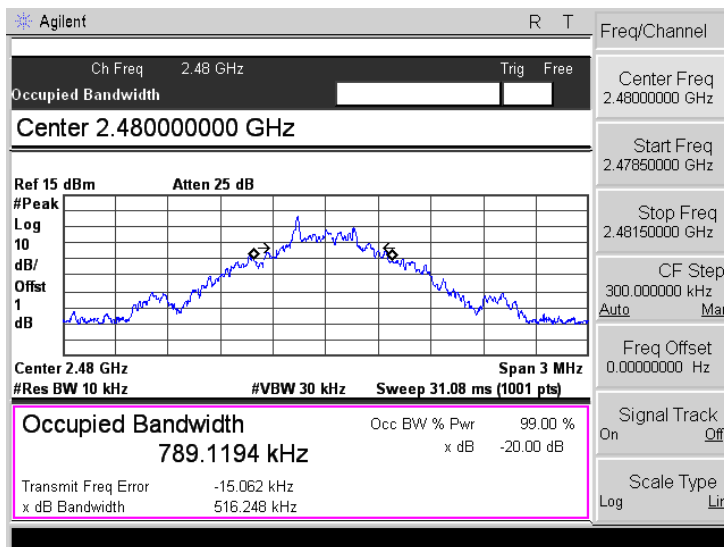 Agilent R T
Ch Freq 2.48 GHz Trig Free
Occupied Bandwidth
Center 2.480000000 GHz
Ref 15 dBm Atten 25 dB
#Peak
Log
10
dB/
Offst
1
dB
Center 2.48 GHz Span 3 MHz
#Res BW 10 kHz #VBW 30 kHz Sweep 31.08 ms (1001 pts)
Occupied Bandwidth Occ BW % Pwr 99.00 %
789.1194 kHz x dB -20.00 dB
Transmit Freq Error -15.062 kHz
x dB Bandwidth 516.248 kHz
Freq/Channel
Center Freq
2.48000000 GHz
Start Freq
2.47850000 GHz
Stop Freq
2.48150000 GHz
CF Step
300.000000 kHz
Auto Mar
Freq Offset
0.00000000 Hz
Signal Track
On Off
Scale Type
Log Lin